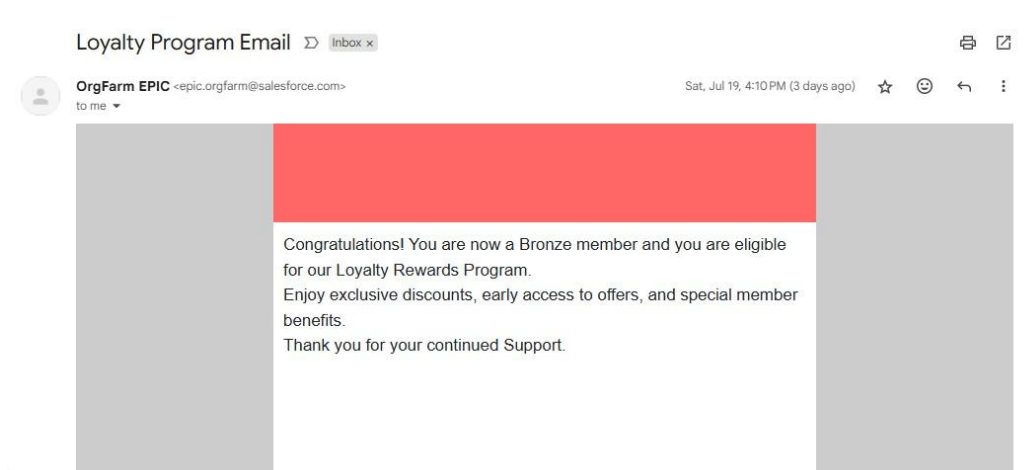 Loyalty Program Email Inbox x
OrgFarm EPIC <epic.orgfarm@salesforce.com> Sat, Jul 19, 4:10 PM (3 days ago)
to me
Congratulations! You are now a Bronze member and you are eligible
for our Loyalty Rewards Program.
Enjoy exclusive discounts, early access to offers, and special member
benefits.
Thank you for your continued Support.